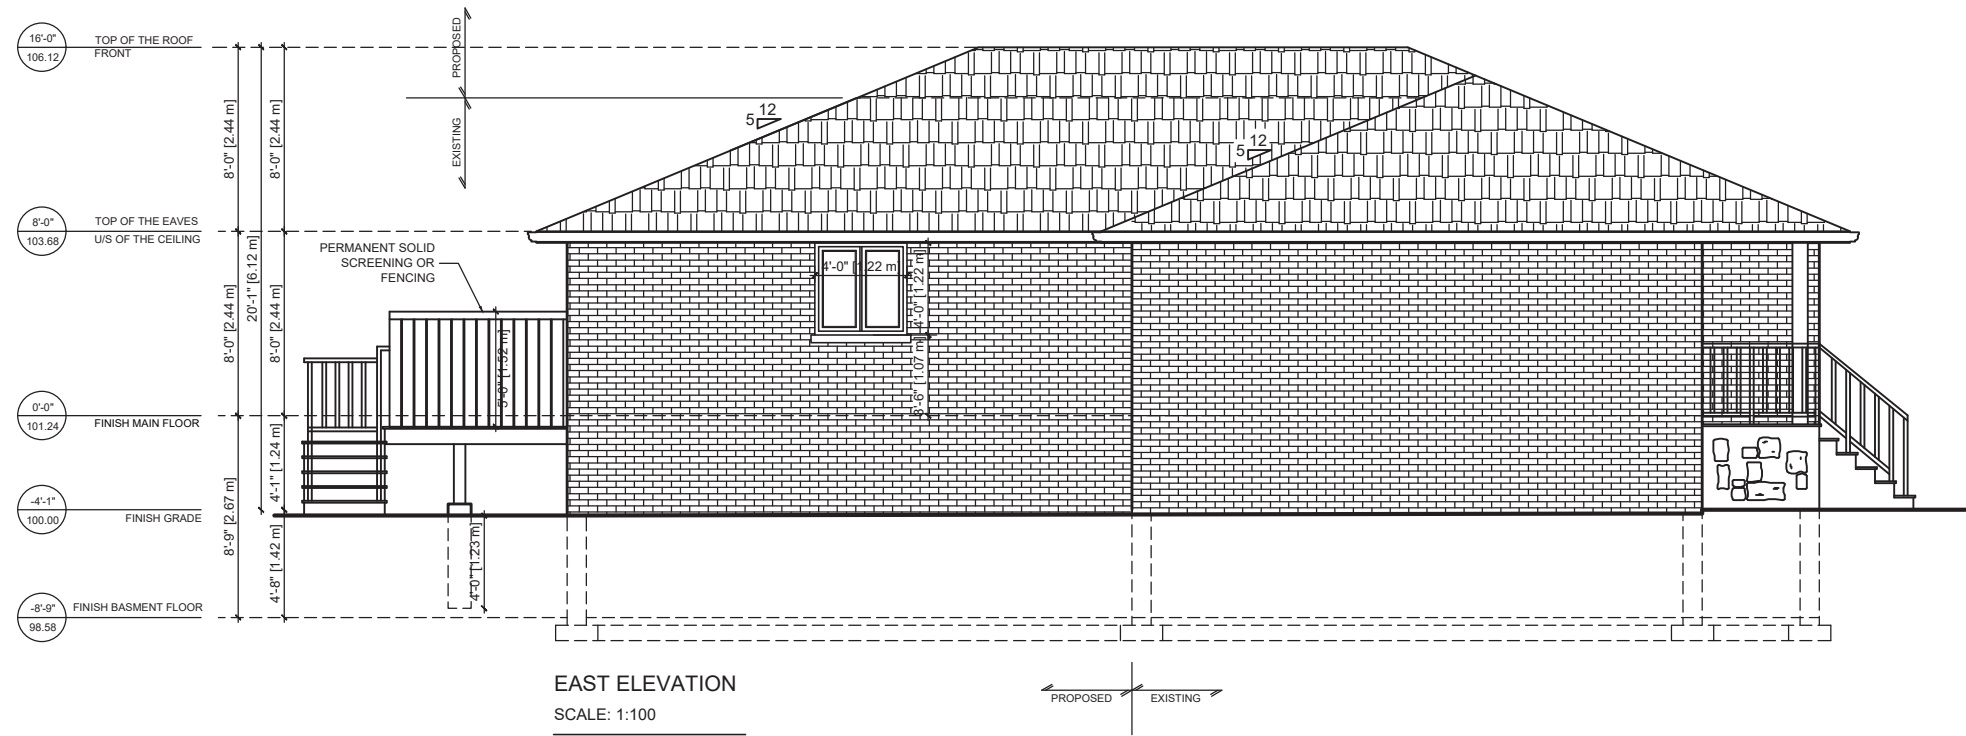 16'-0"
106.12
TOP OF THE ROOF
FRONT
PROPOSED
EXISTING
8'-0" [2.44 m]
8'-0" [2.44 m]
5
12
5
12
8'-0"
103.68
TOP OF THE EAVES
U/S OF THE CEILING
8'-0" [2.44 m]
20'-1" [6.12 m]
8'-0" [2.44 m]
PERMANENT SOLID
SCREENING OR
FENCING
4'-0" [1.22 m]
4'-0" [1.22 m]
3'-6" [1.07 m]
5'-0" [1.52 m]
0'-0"
101.24
FINISH MAIN FLOOR
4'-1" [1.24 m]
8'-9" [2.67 m]
-4'-1"
100.00
FINISH GRADE
4'-8" [1.42 m]
4'-0" [1.23 m]
-8'-9"
98.58
FINISH BASMENT FLOOR
EAST ELEVATION
SCALE: 1:100
PROPOSED
EXISTING